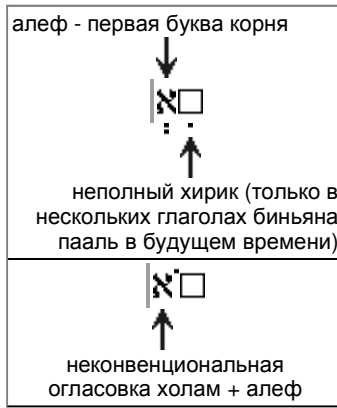 алеф - первая буква корня
□ִאְ
неполный хирик (только в
нескольких глаголах биньяна
пааль в будущем времени)
□ֹא
неконвенциональная
огласовка холам + алеф